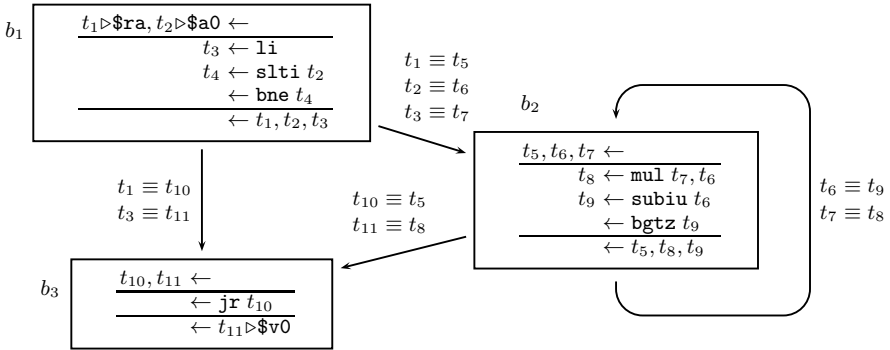 b₁
t₁▷$ra, t₂▷$a0 ←
t₃ ← li
t₄ ← slti t₂
← bne t₄
← t₁, t₂, t₃
t₁ ≡ t₅
t₂ ≡ t₆
t₃ ≡ t₇
b₂
t₅, t₆, t₇ ←
t₈ ← mul t₇, t₆
t₉ ← subiu t₆
← bgtz t₉
← t₅, t₈, t₉
t₆ ≡ t₉
t₇ ≡ t₈
t₁ ≡ t₁₀
t₃ ≡ t₁₁
t₁₀ ≡ t₅
t₁₁ ≡ t₈
b₃
t₁₀, t₁₁ ←
← jr t₁₀
← t₁₁▷$v0